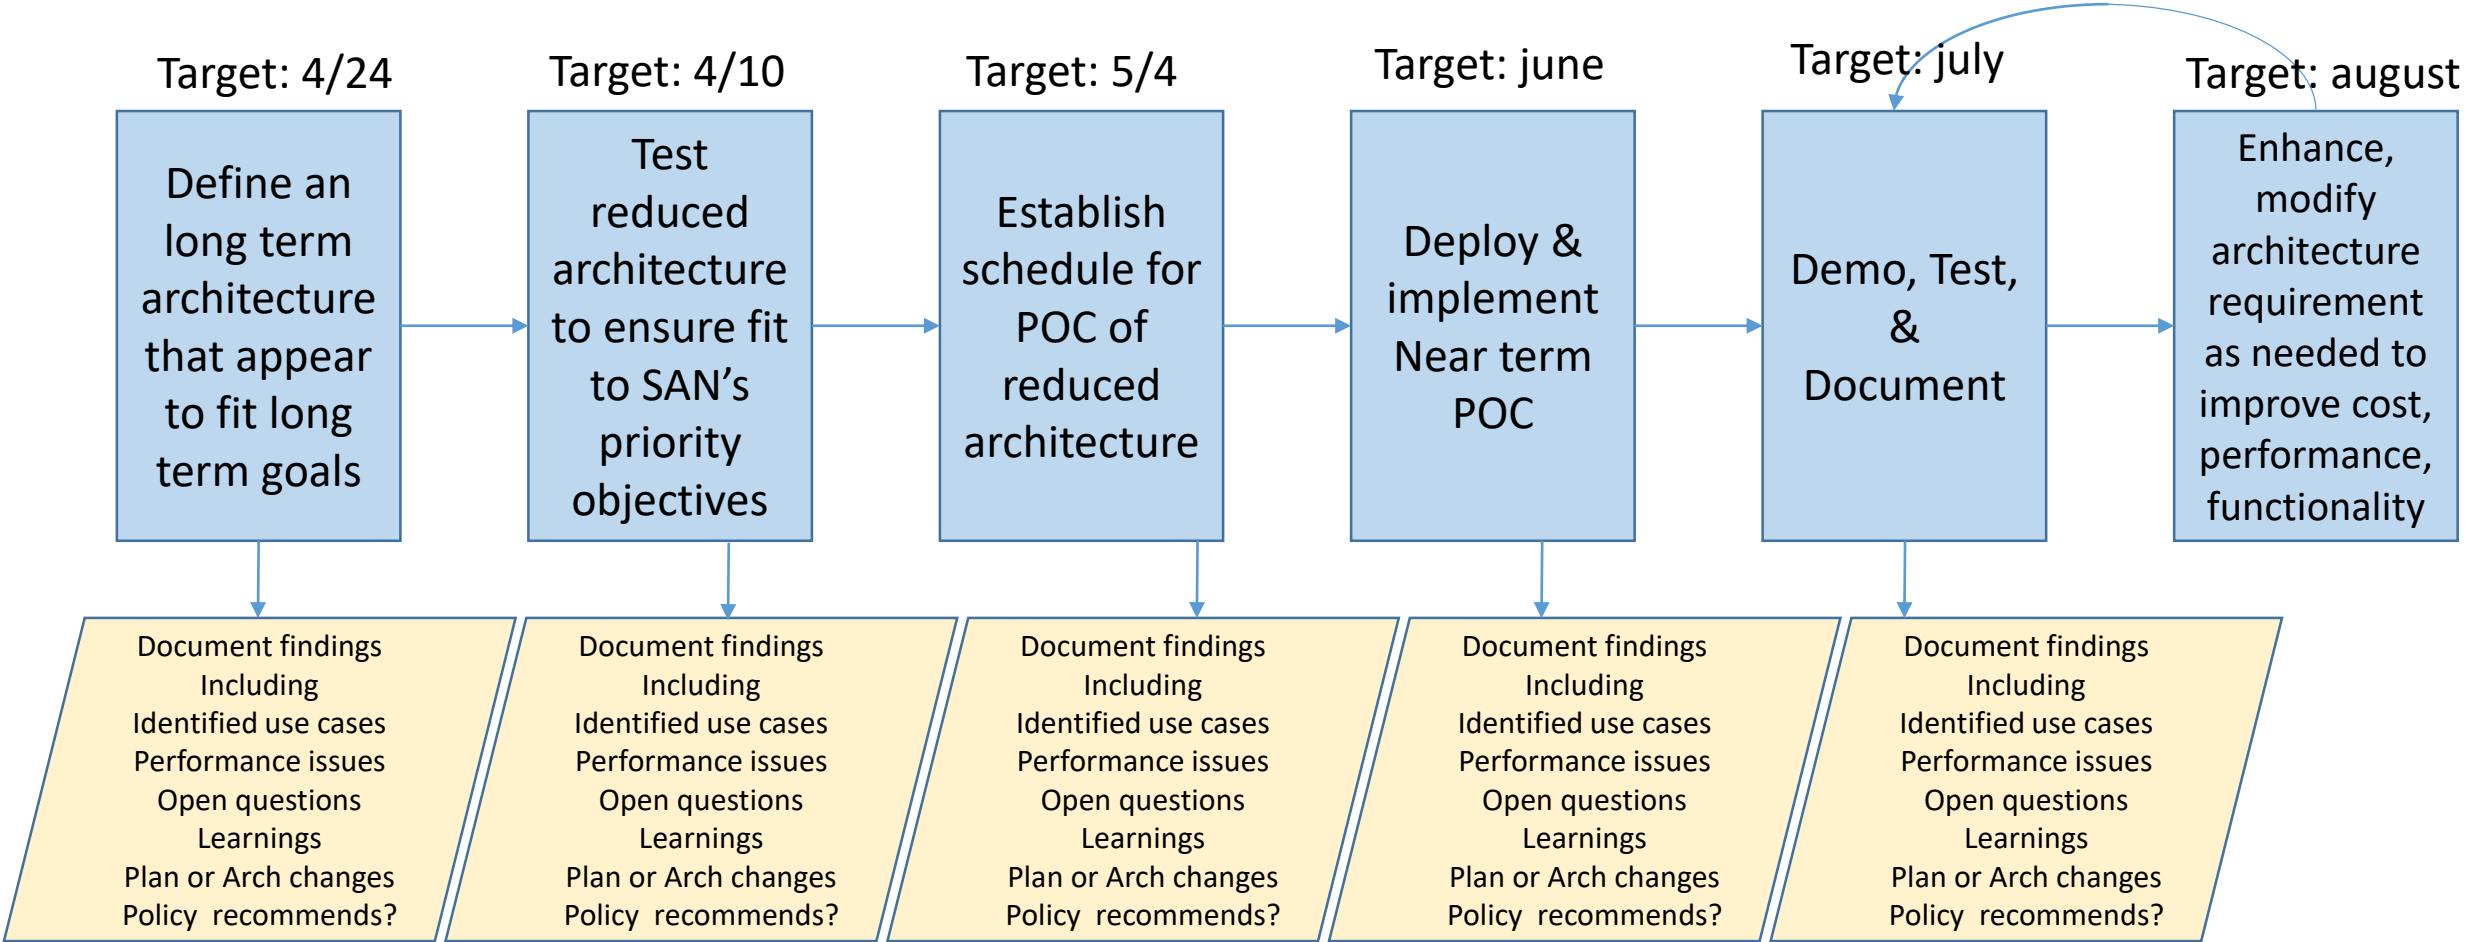 Target: 4/24
Define an
long term
architecture
that appear
to fit long
term goals
Target: 4/10
Test
reduced
architecture
to ensure fit
to SAN’s
priority
objectives
Target: 5/4
Establish
schedule for
POC of
reduced
architecture
Target: june
Deploy &
implement
Near term
POC
Target: july
Demo, Test,
&
Document
Target: august
Enhance,
modify
architecture
requirement
as needed to
improve cost,
performance,
functionality
Document findings
Including
Identified use cases
Performance issues
Open questions
Learnings
Plan or Arch changes
Policy  recommends?
Document findings
Including
Identified use cases
Performance issues
Open questions
Learnings
Plan or Arch changes
Policy  recommends?
Document findings
Including
Identified use cases
Performance issues
Open questions
Learnings
Plan or Arch changes
Policy  recommends?
Document findings
Including
Identified use cases
Performance issues
Open questions
Learnings
Plan or Arch changes
Policy  recommends?
Document findings
Including
Identified use cases
Performance issues
Open questions
Learnings
Plan or Arch changes
Policy  recommends?